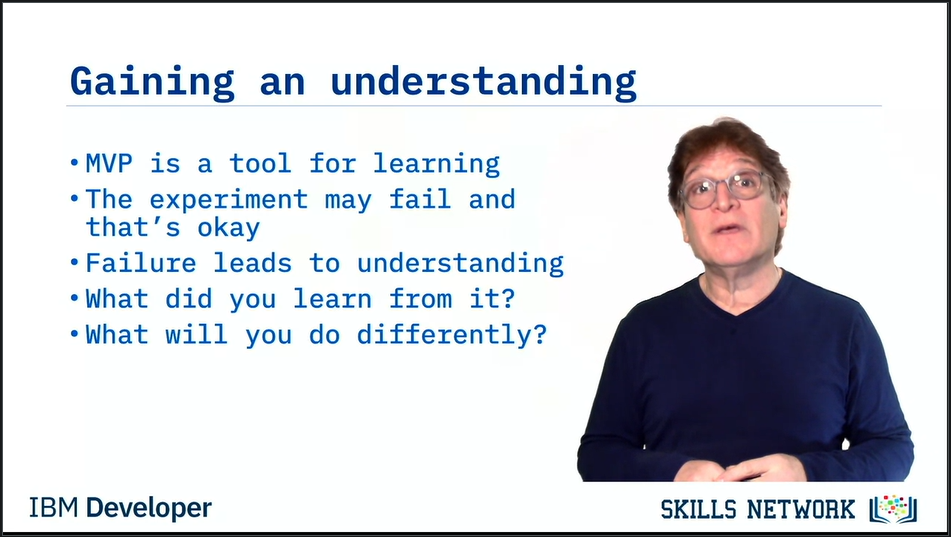 Gaining an understanding
• MVP is a tool for learning
• The experiment may fail and
that's okay
• Failure leads to understanding
• What did you learn from it?
• What will you do differently?
IBM Developer
SKILLS NETWORK